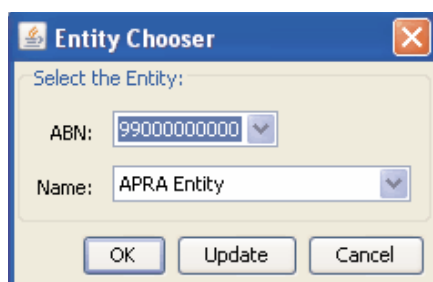 Entity Chooser
Select the Entity:
ABN: 99000000000
Name: APRA Entity
OK Update Cancel